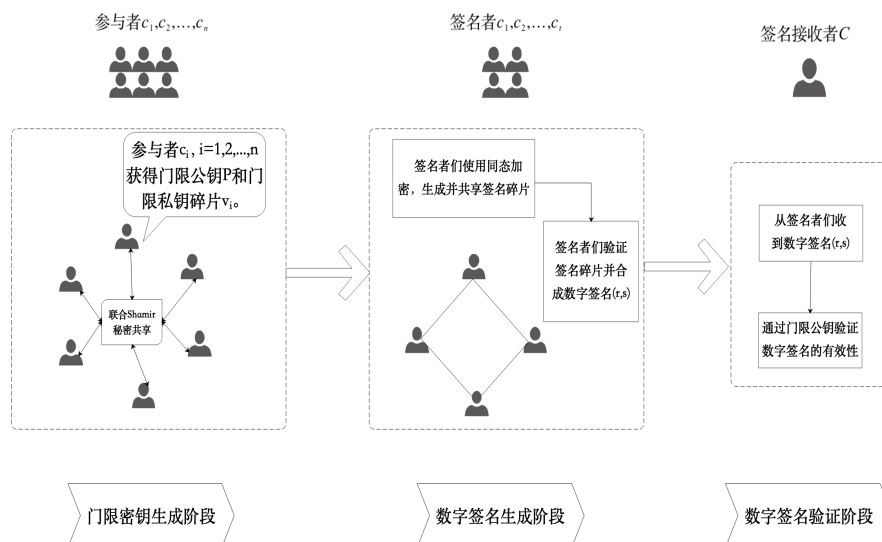 参与者c1,c2,…,cn
签名者c1,c2,…,ct
签名接收者C
参与者ci, i=1,2,...,n
获得门限公钥P和门
限私钥碎片vi。
联合Shamir
秘密共享
签名者们使用同态加
密，生成并共享签名碎片
签名者们验证
签名碎片并合
成数字签名(r,s)
从签名者们收
到数字签名(r,s)
通过门限公钥验证
数字签名的有效性
门限密钥生成阶段
数字签名生成阶段
数字签名验证阶段